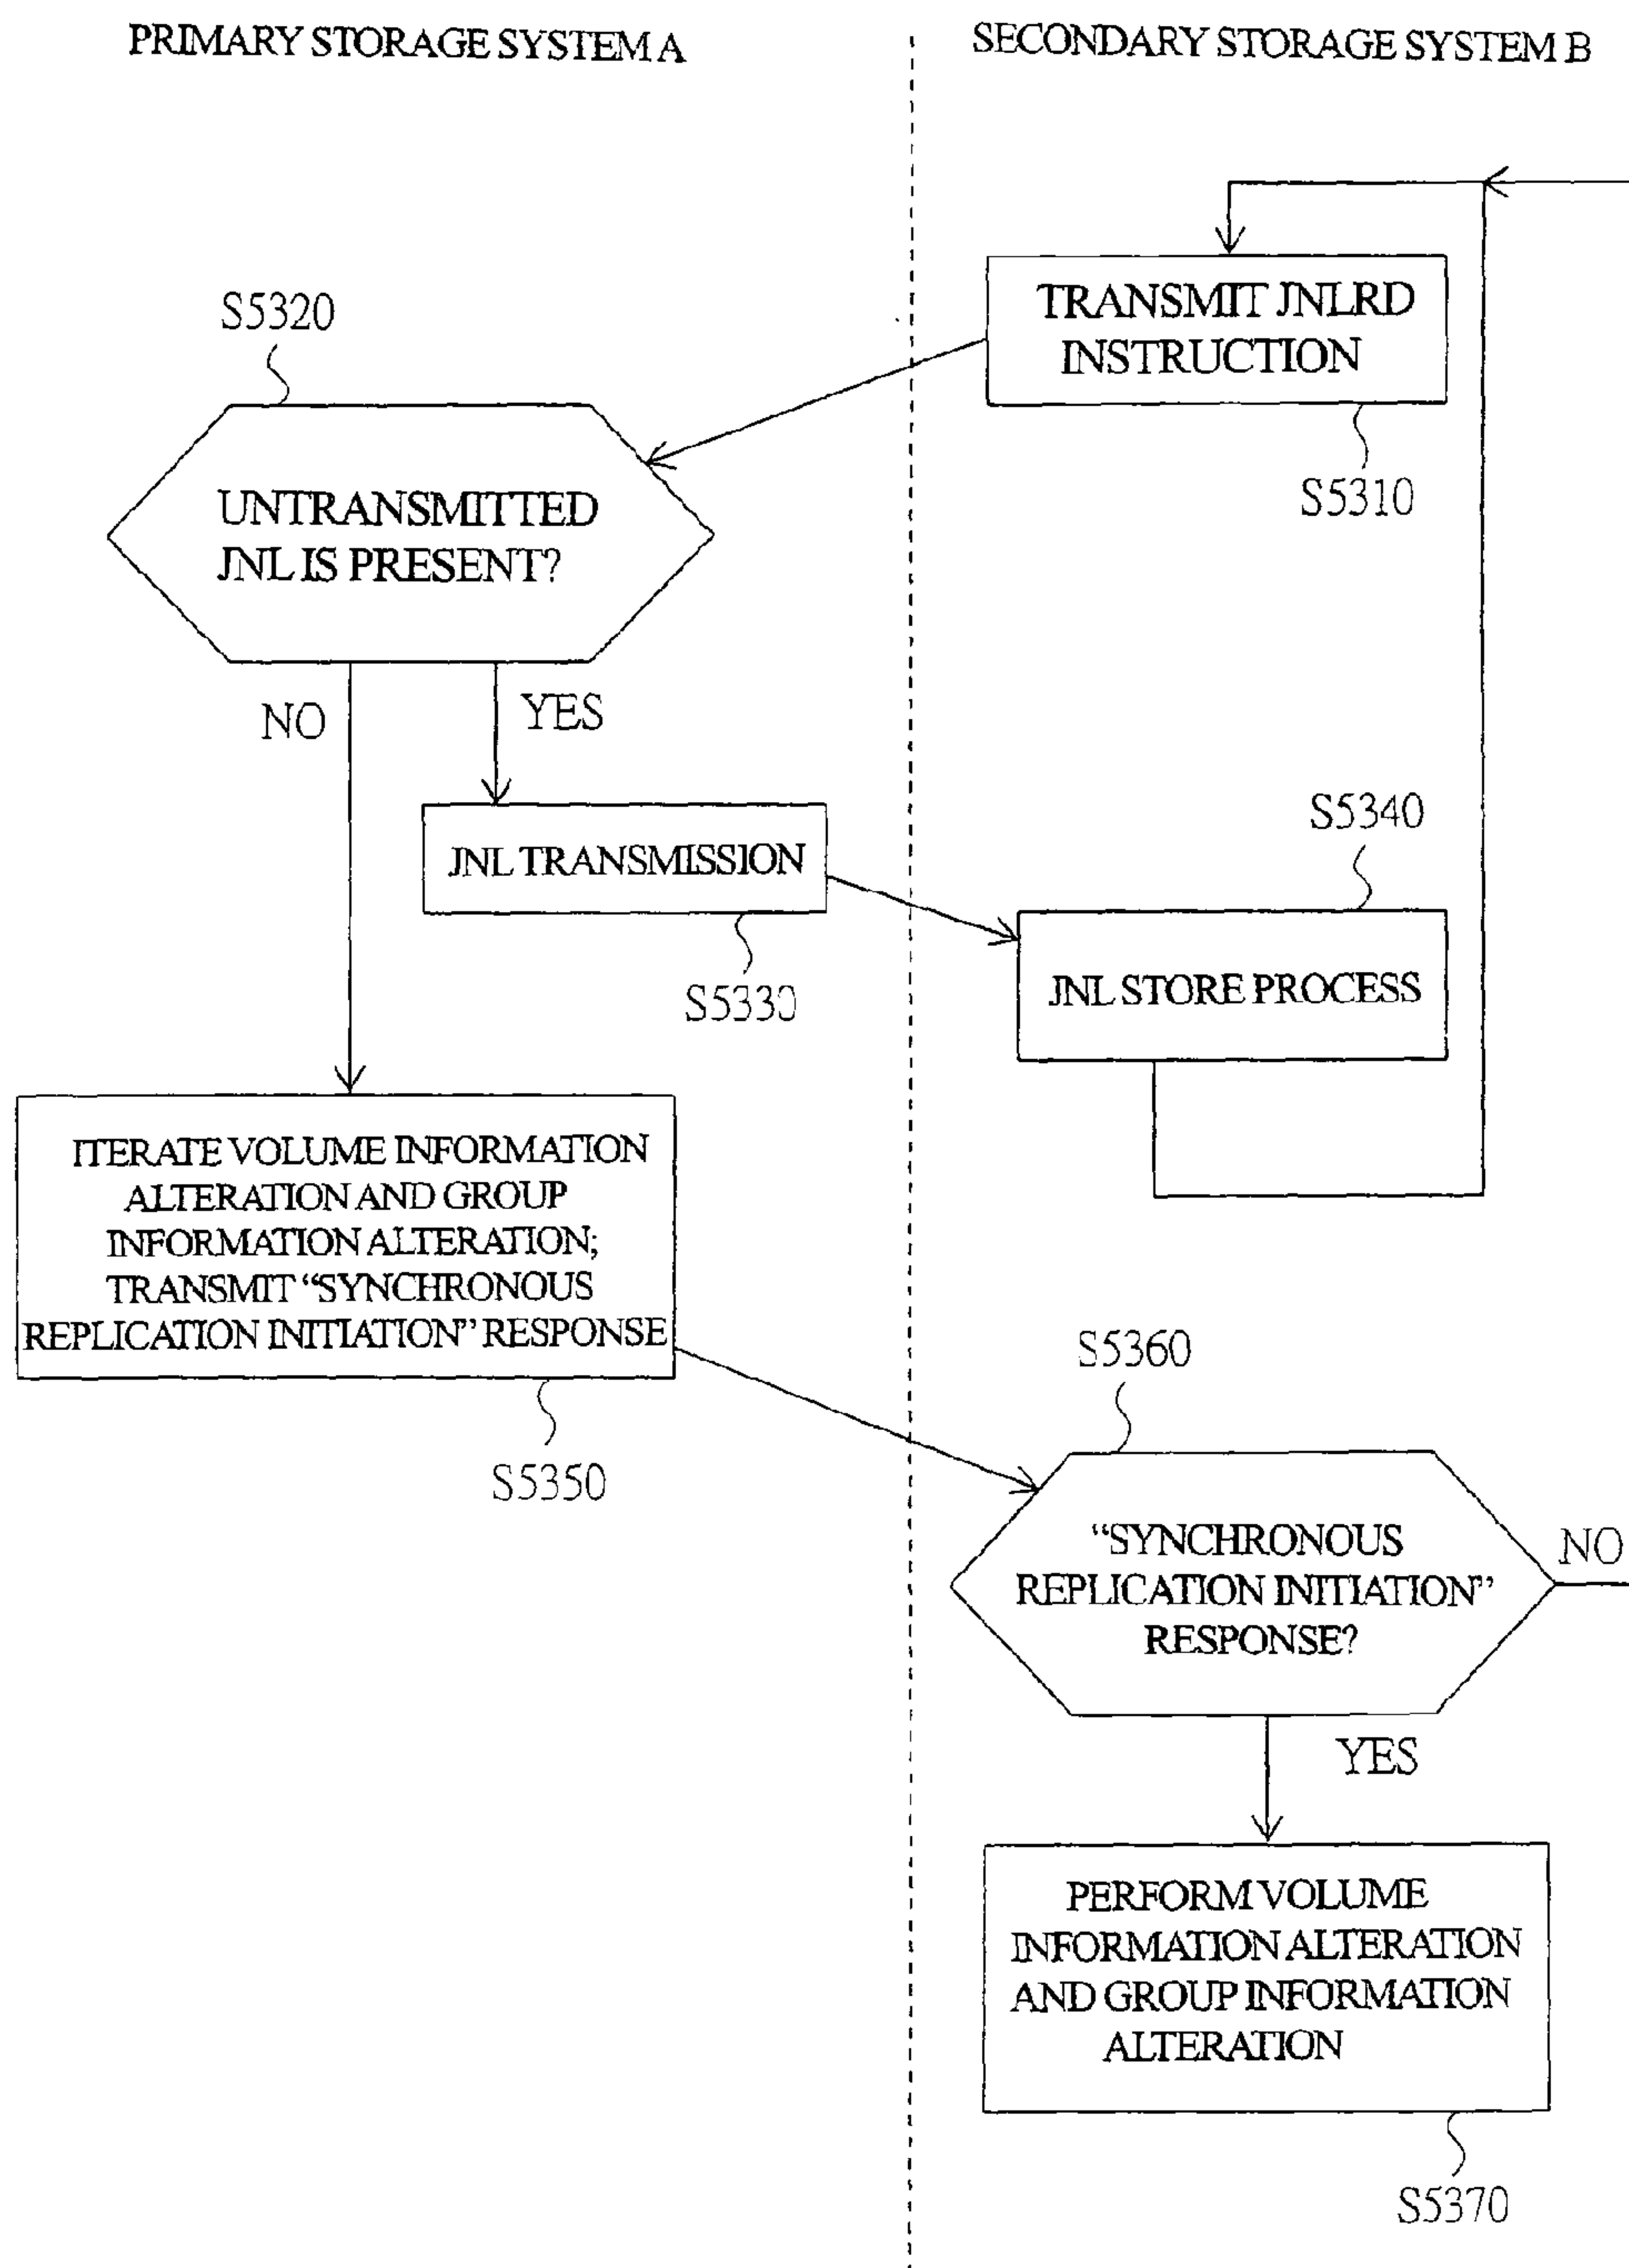 PRIMARY STORAGE SYSTEM A
SECONDARY STORAGE SYSTEM B
TRANSMIT JNLRD
INSTRUCTION
S5310
S5320
UNTRANSMITTED
JNL IS PRESENT?
NO
YES
JNL TRANSMISSION
S5330
S5340
JNL STORE PROCESS
ITERATE VOLUME INFORMATION
ALTERATION AND GROUP
INFORMATION ALTERATION;
TRANSMIT “SYNCHRONOUS
REPLICATION INITIATION” RESPONSE
S5350
S5360
“SYNCHRONOUS
REPLICATION INITIATION”
RESPONSE?
NO
YES
PERFORM VOLUME
INFORMATION ALTERATION
AND GROUP INFORMATION
ALTERATION
S5370